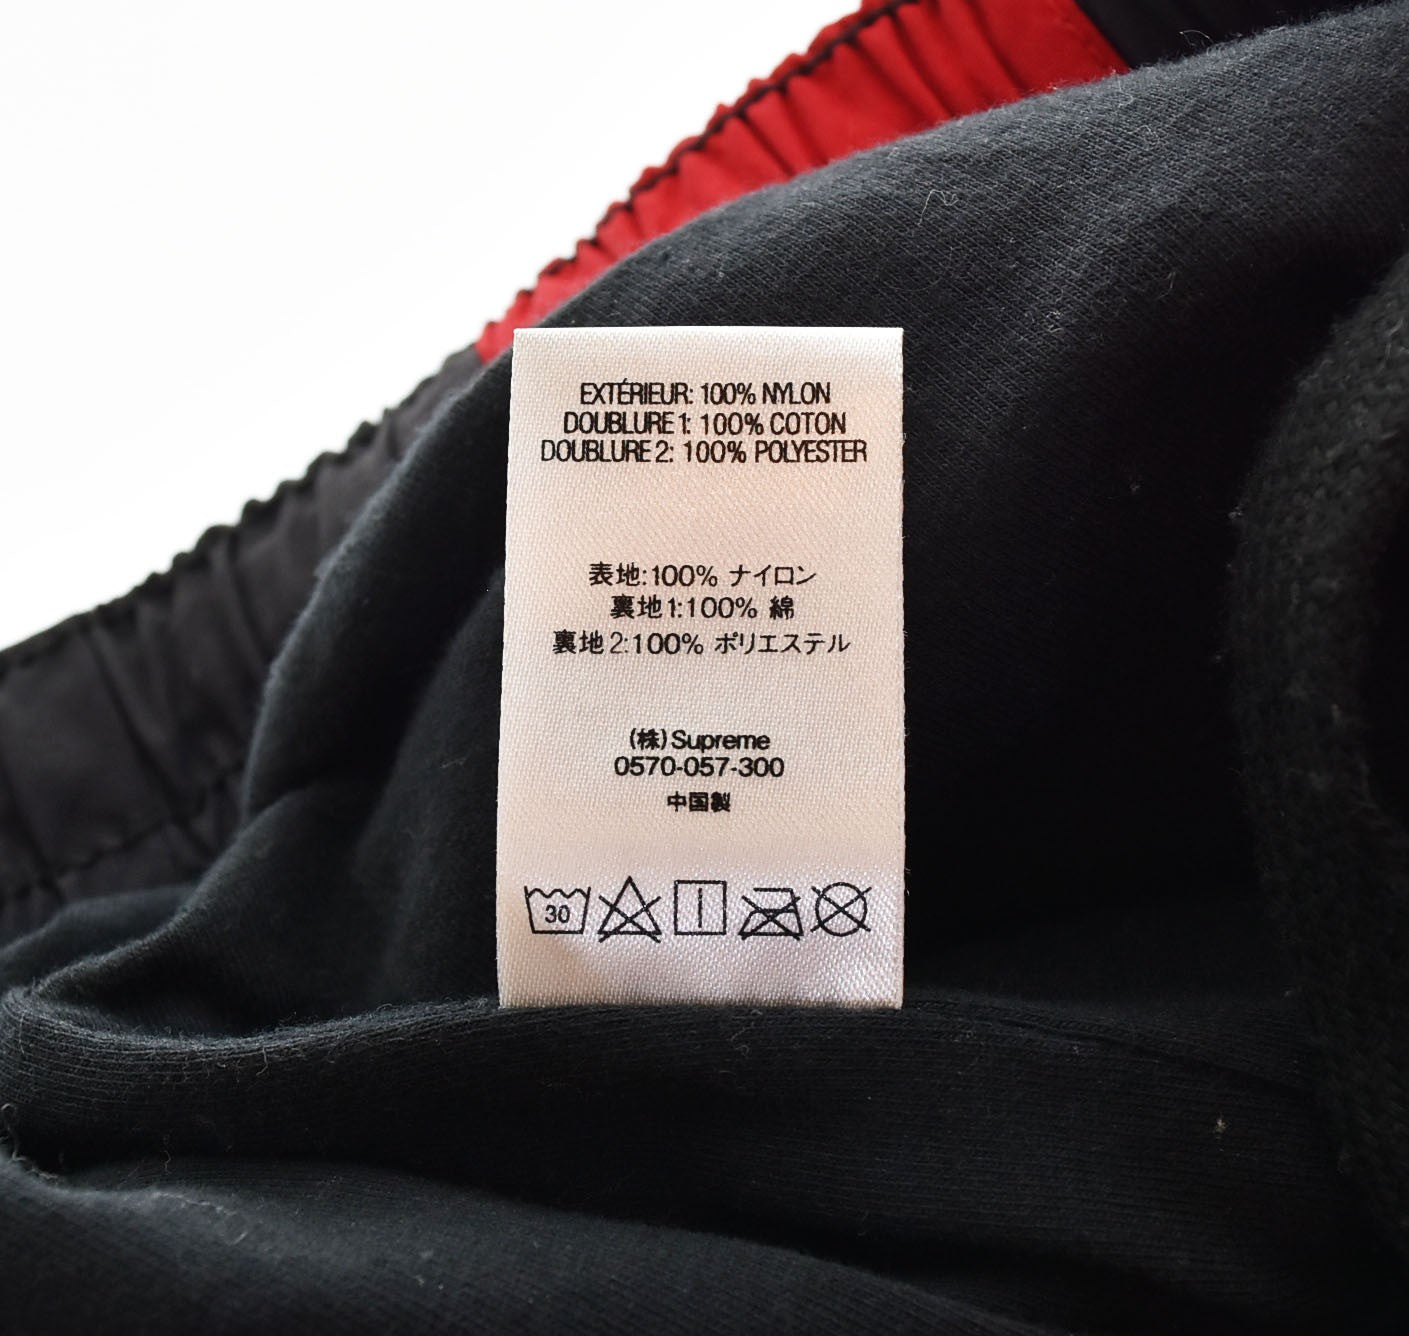 EXTÉRIEUR: 100% NYLON
DOUBLURE 1: 100% COTON
DOUBLURE 2: 100% POLYESTER
表地:100% ナイロン
裏地1:100% 綿
裏地2:100% ポリエステル
(株)Supreme
0570-057-300
中国製
30